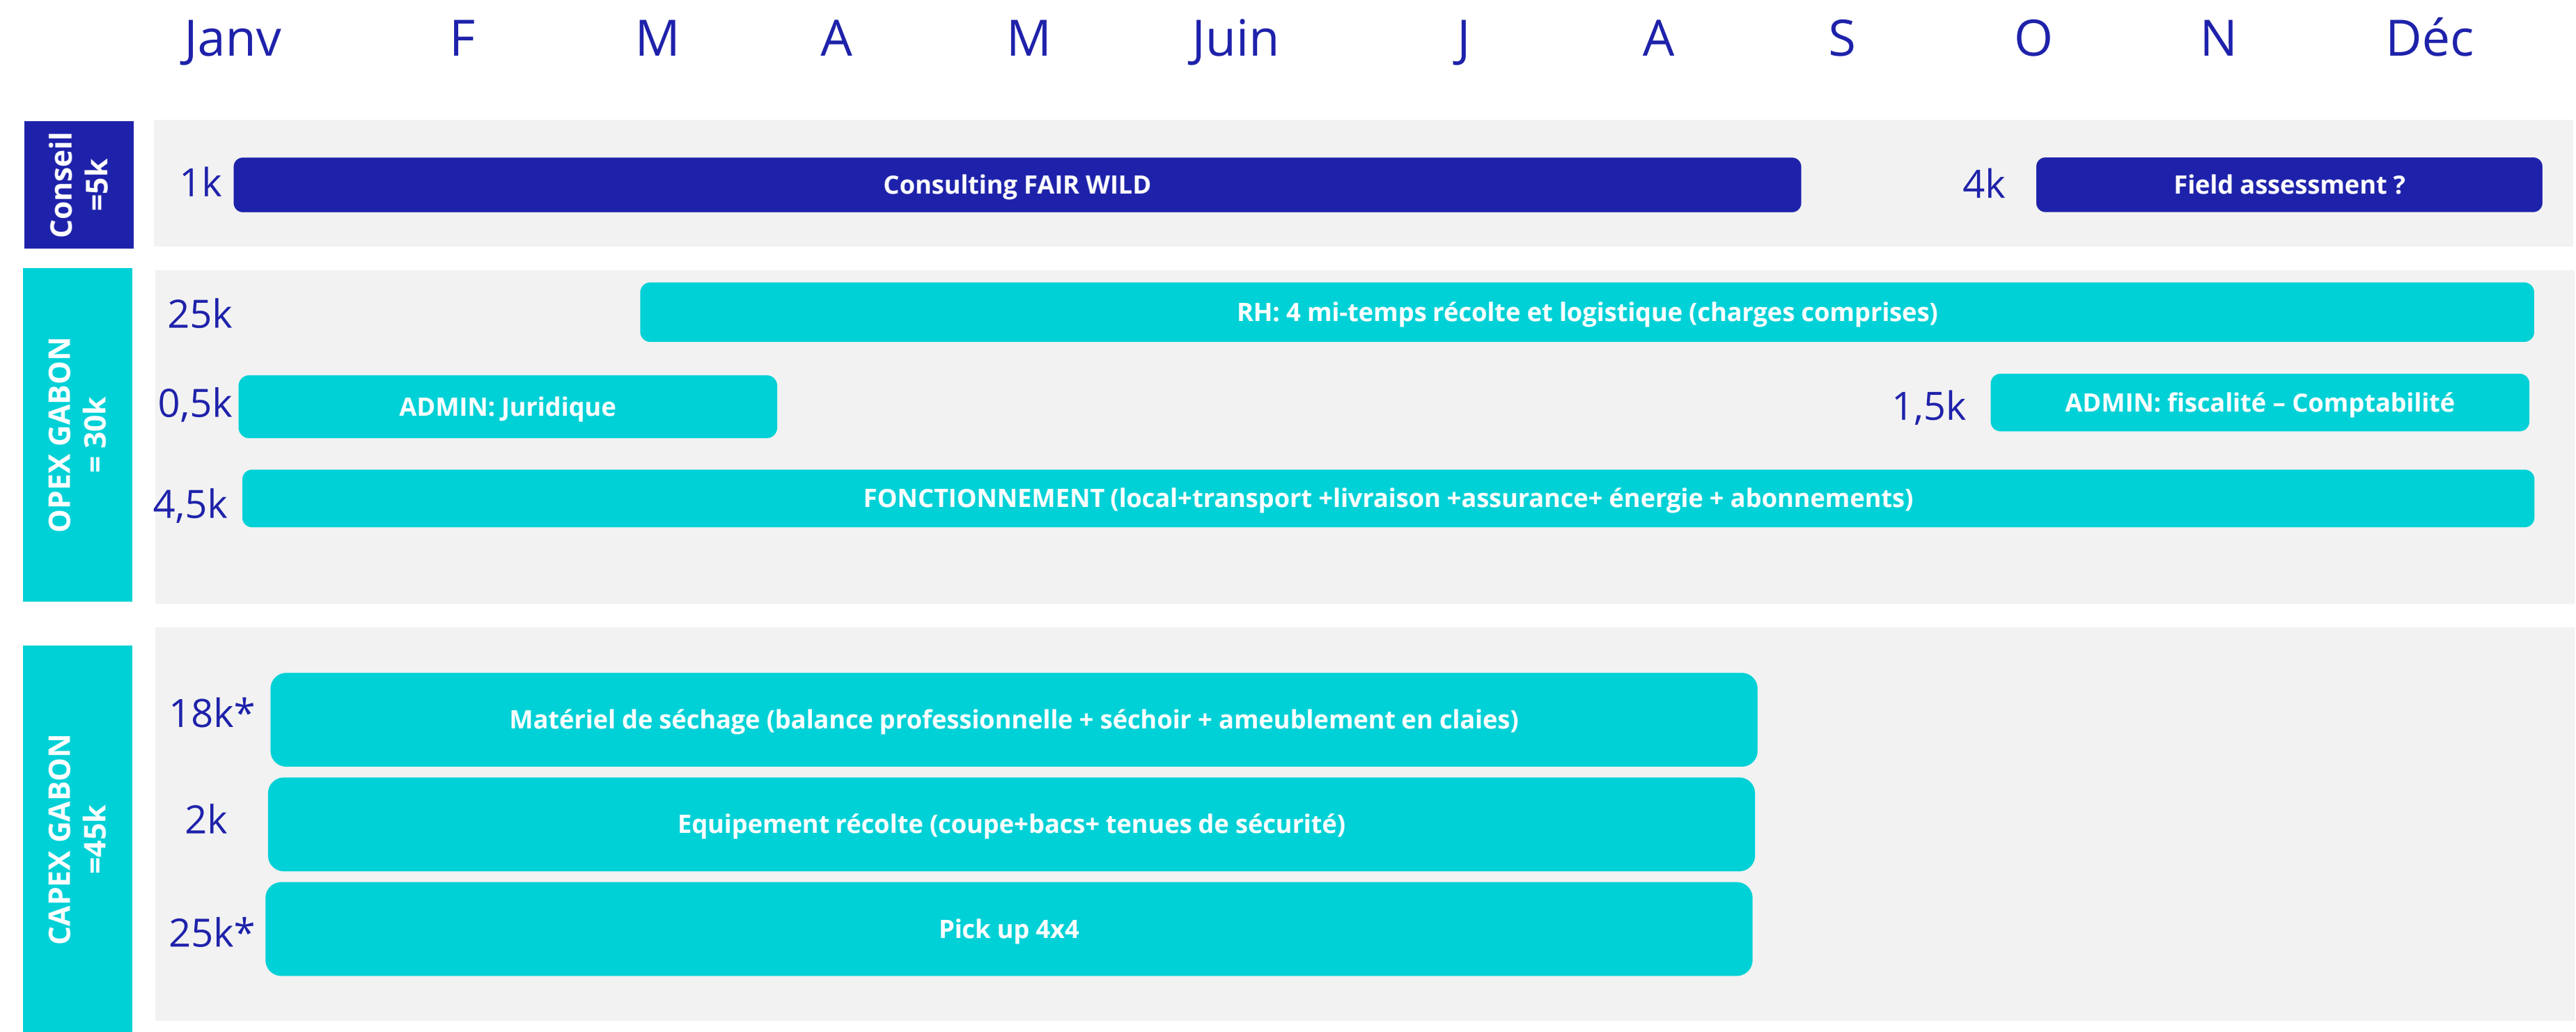 Janv F M A M Juin J A S O N Déc
Conseil
=5k
1k Consulting FAIR WILD 4k Field assessment ?
OPEX GABON
= 30k
25k RH: 4 mi-temps récolte et logistique (charges comprises)
0,5k ADMIN: Juridique 1,5k ADMIN: fiscalité – Comptabilité
4,5k FONCTIONNEMENT (local+transport +livraison +assurance+ énergie + abonnements)
CAPEX GABON
=45k
18k* Matériel de séchage (balance professionnelle + séchoir + ameublement en claies)
2k Equipement récolte (coupe+bacs+ tenues de sécurité)
25k* Pick up 4x4